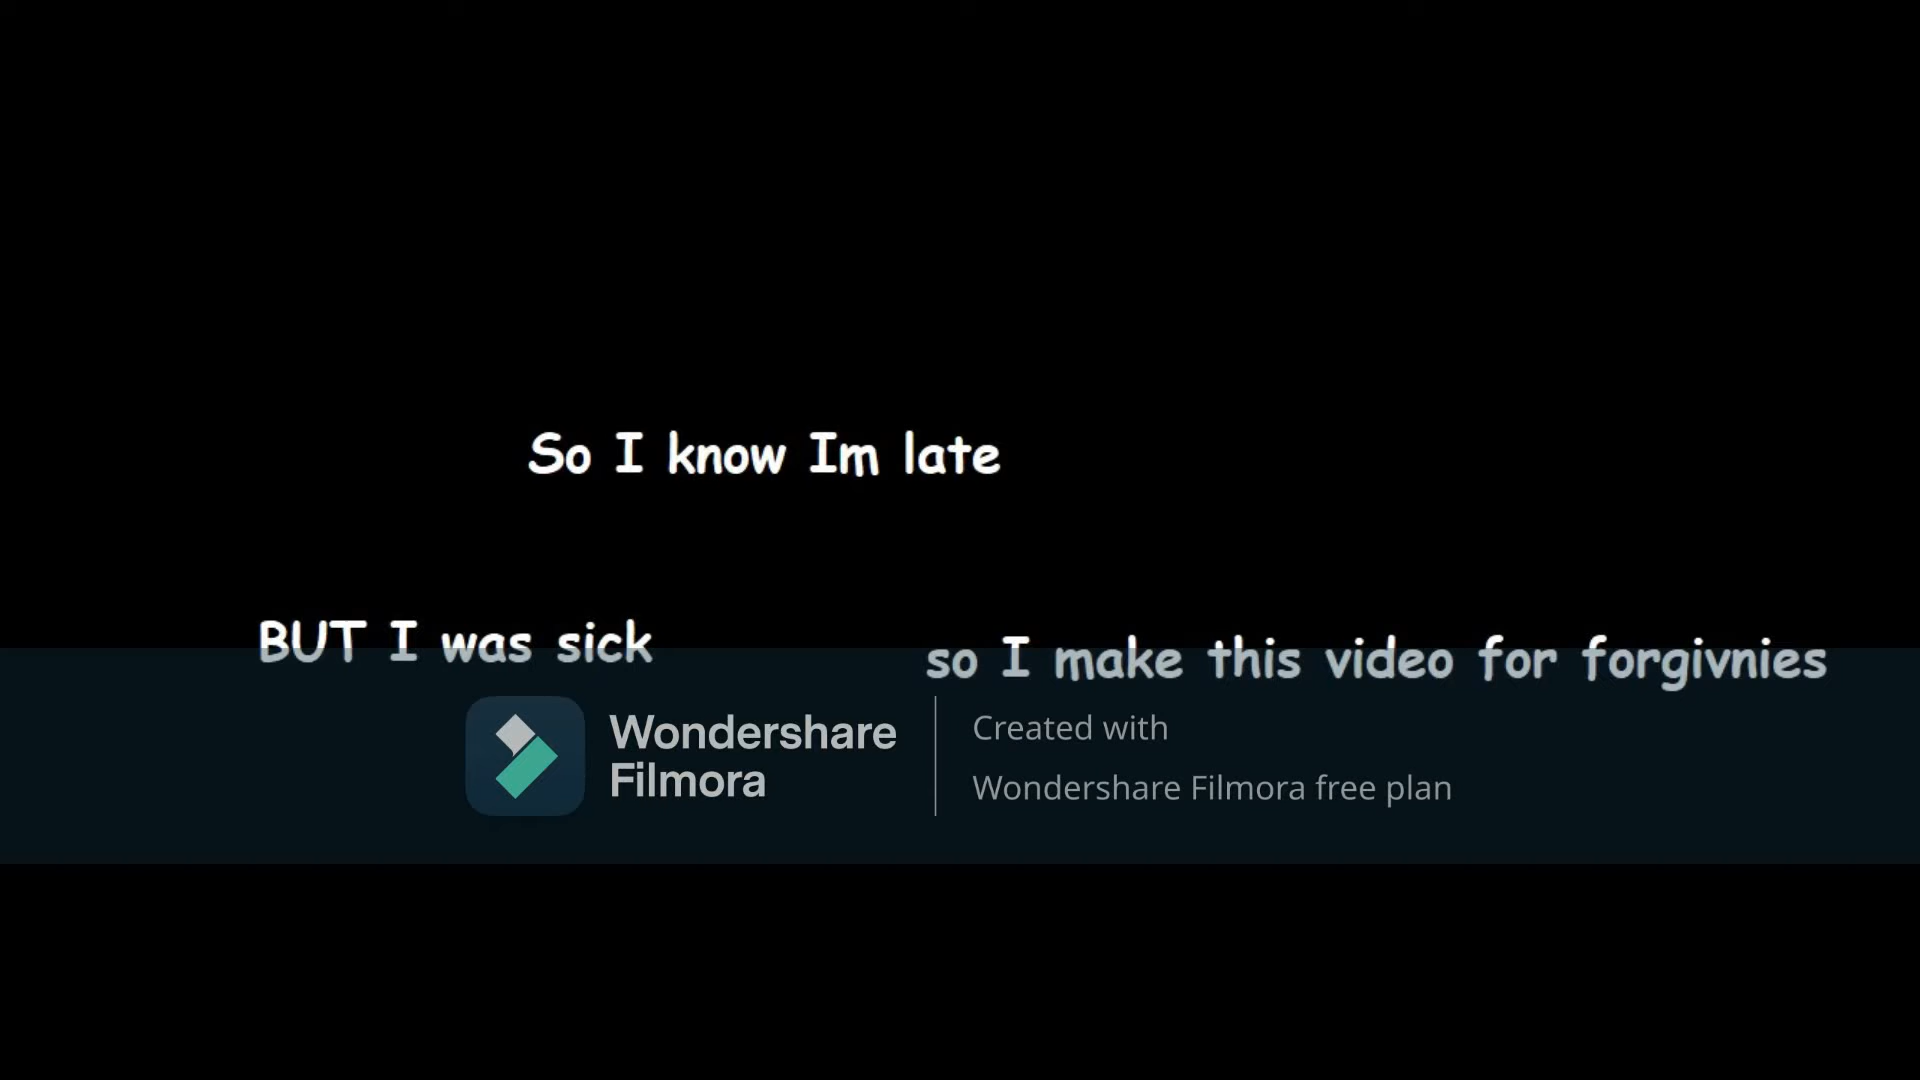 So I know Im late
BUT I was sick
so I make this video for forgivnies
Wondershare
Filmora
Created with
Wondershare Filmora free plan